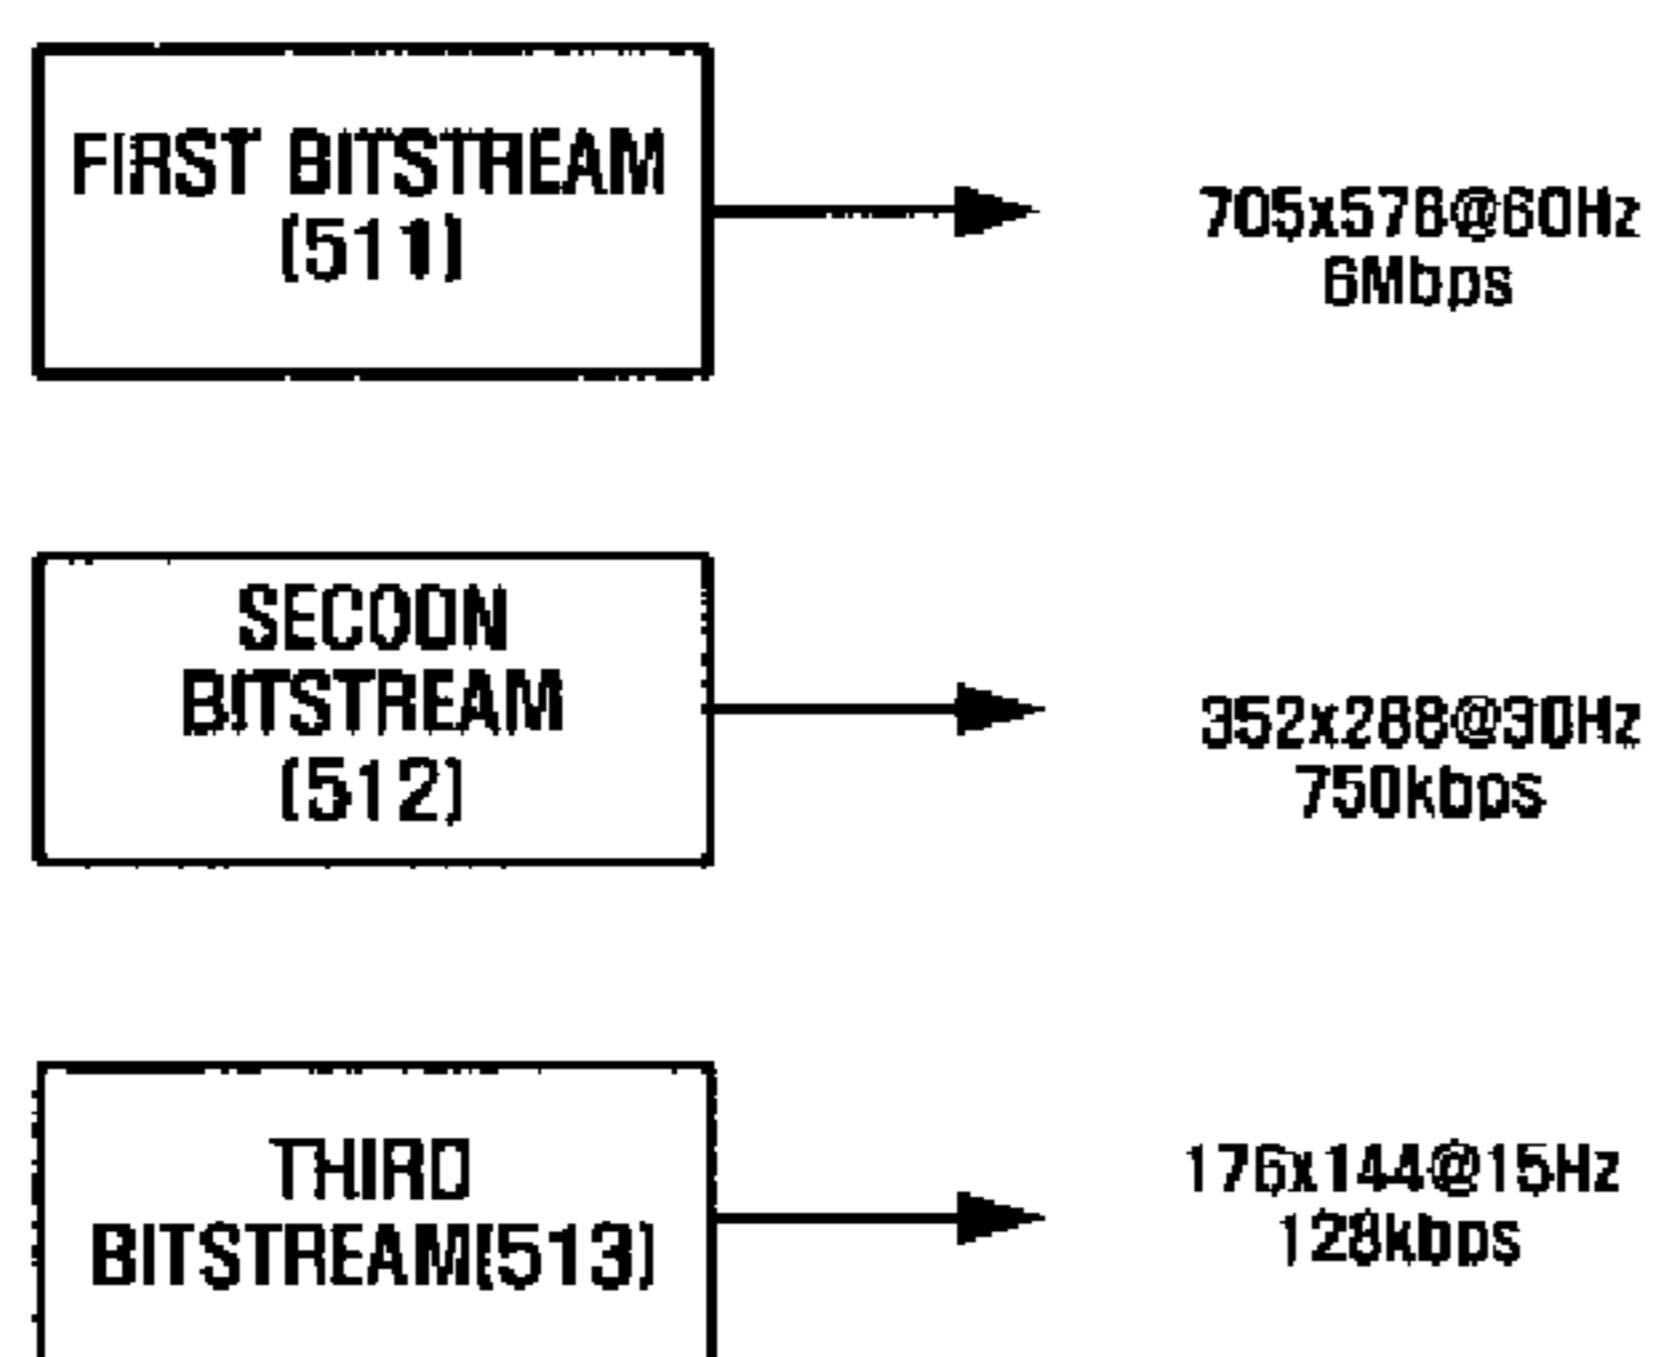 FIRST BITSTREAM
(511)
705x576@60Hz
6Mbps
SECODN
BITSTREAM
(512)
352x288@30Hz
750kbps
THIRD
BITSTREAM(513)
176x144@15Hz
128kbps